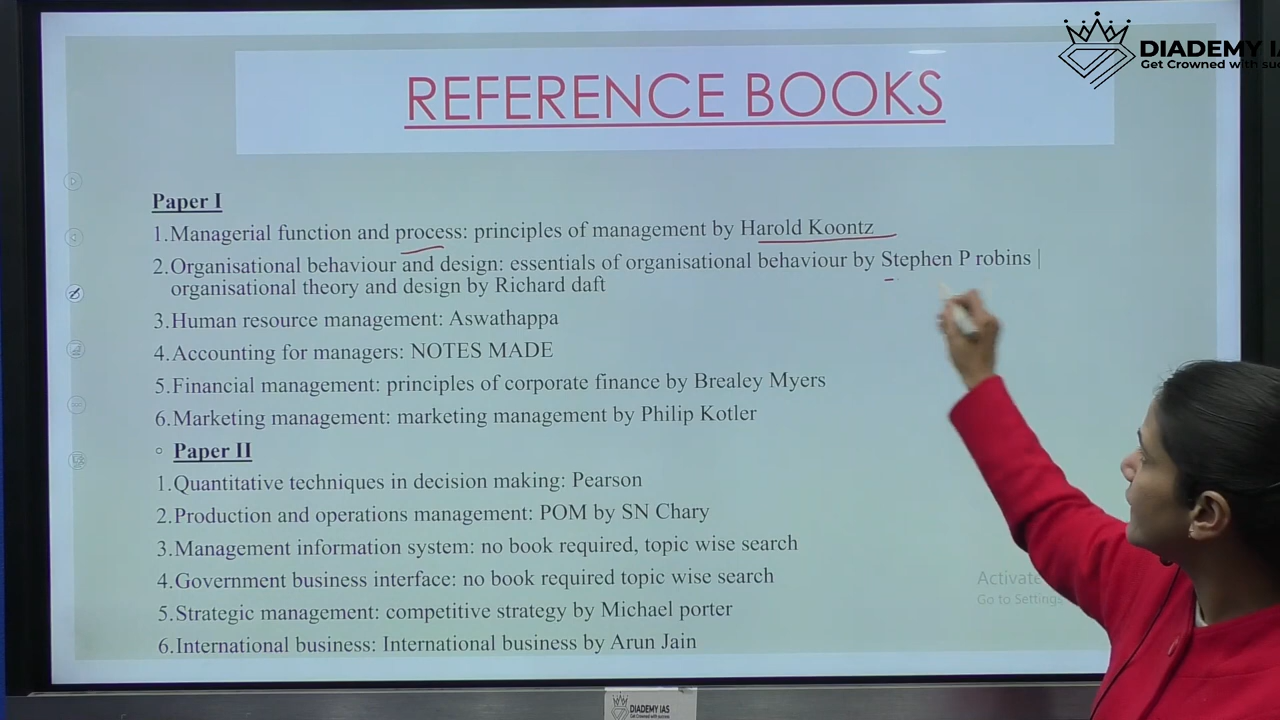 DIADEMY IAS
Get Crowned with suc
REFERENCE BOOKS
Paper I
1.Managerial function and process: principles of management by Harold Koontz
2.Organisational behaviour and design: essentials of organisational behaviour by Stephen P robins |
organisational theory and design by Richard daft
3.Human resource management: Aswathappa
4.Accounting for managers: NOTES MADE
5.Financial management: principles of corporate finance by Brealey Myers
6.Marketing management: marketing management by Philip Kotler
◦ Paper II
1.Quantitative techniques in decision making: Pearson
2.Production and operations management: POM by SN Chary
3.Management information system: no book required, topic wise search
4.Government business interface: no book required topic wise search
5.Strategic management: competitive strategy by Michael porter
6.International business: International business by Arun Jain
Activate
Go to Settings
DIADEMY IAS
Get Crowned with success